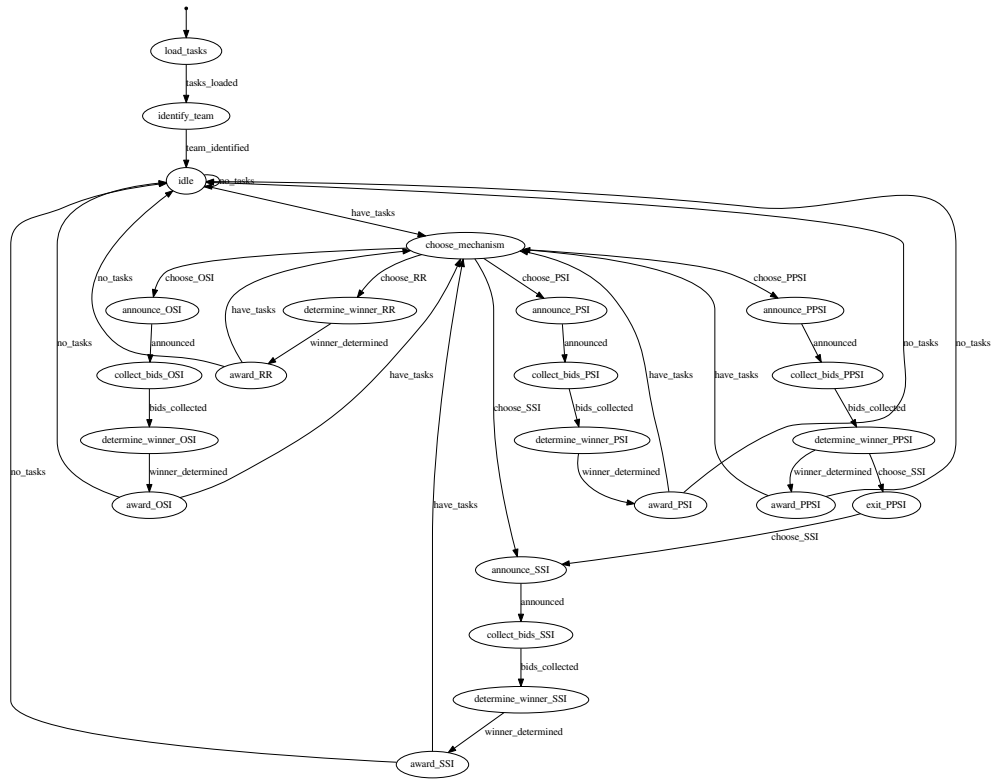 load_tasks
tasks_loaded
identify_team
team_identified
idle
no_tasks
have_tasks
choose_mechanism
choose_OSI
choose_RR
choose_PSI
choose_PPSI
no_tasks
announce_OSI
have_tasks
determine_winner_RR
announce_PSI
announce_PPSI
no_tasks
announced
winner_determined
announced
announced
no_tasks
no_tasks
collect_bids_OSI
award_RR
have_tasks
collect_bids_PSI
have_tasks
have_tasks
collect_bids_PPSI
bids_collected
choose_SSI
bids_collected
bids_collected
determine_winner_OSI
determine_winner_PSI
determine_winner_PPSI
no_tasks
winner_determined
winner_determined
winner_determined
choose_SSI
award_OSI
have_tasks
award_PSI
award_PPSI
exit_PPSI
choose_SSI
announce_SSI
announced
collect_bids_SSI
bids_collected
determine_winner_SSI
winner_determined
award_SSI